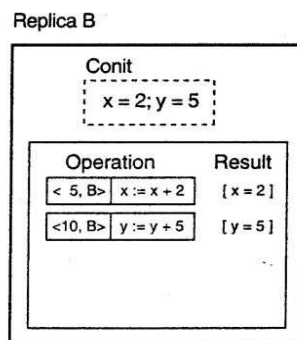 Replica B
Conit
x = 2; y = 5
Operation Result
< 5, B> x := x + 2 [ x = 2 ]
<10, B> y := y + 5 [ y = 5 ]